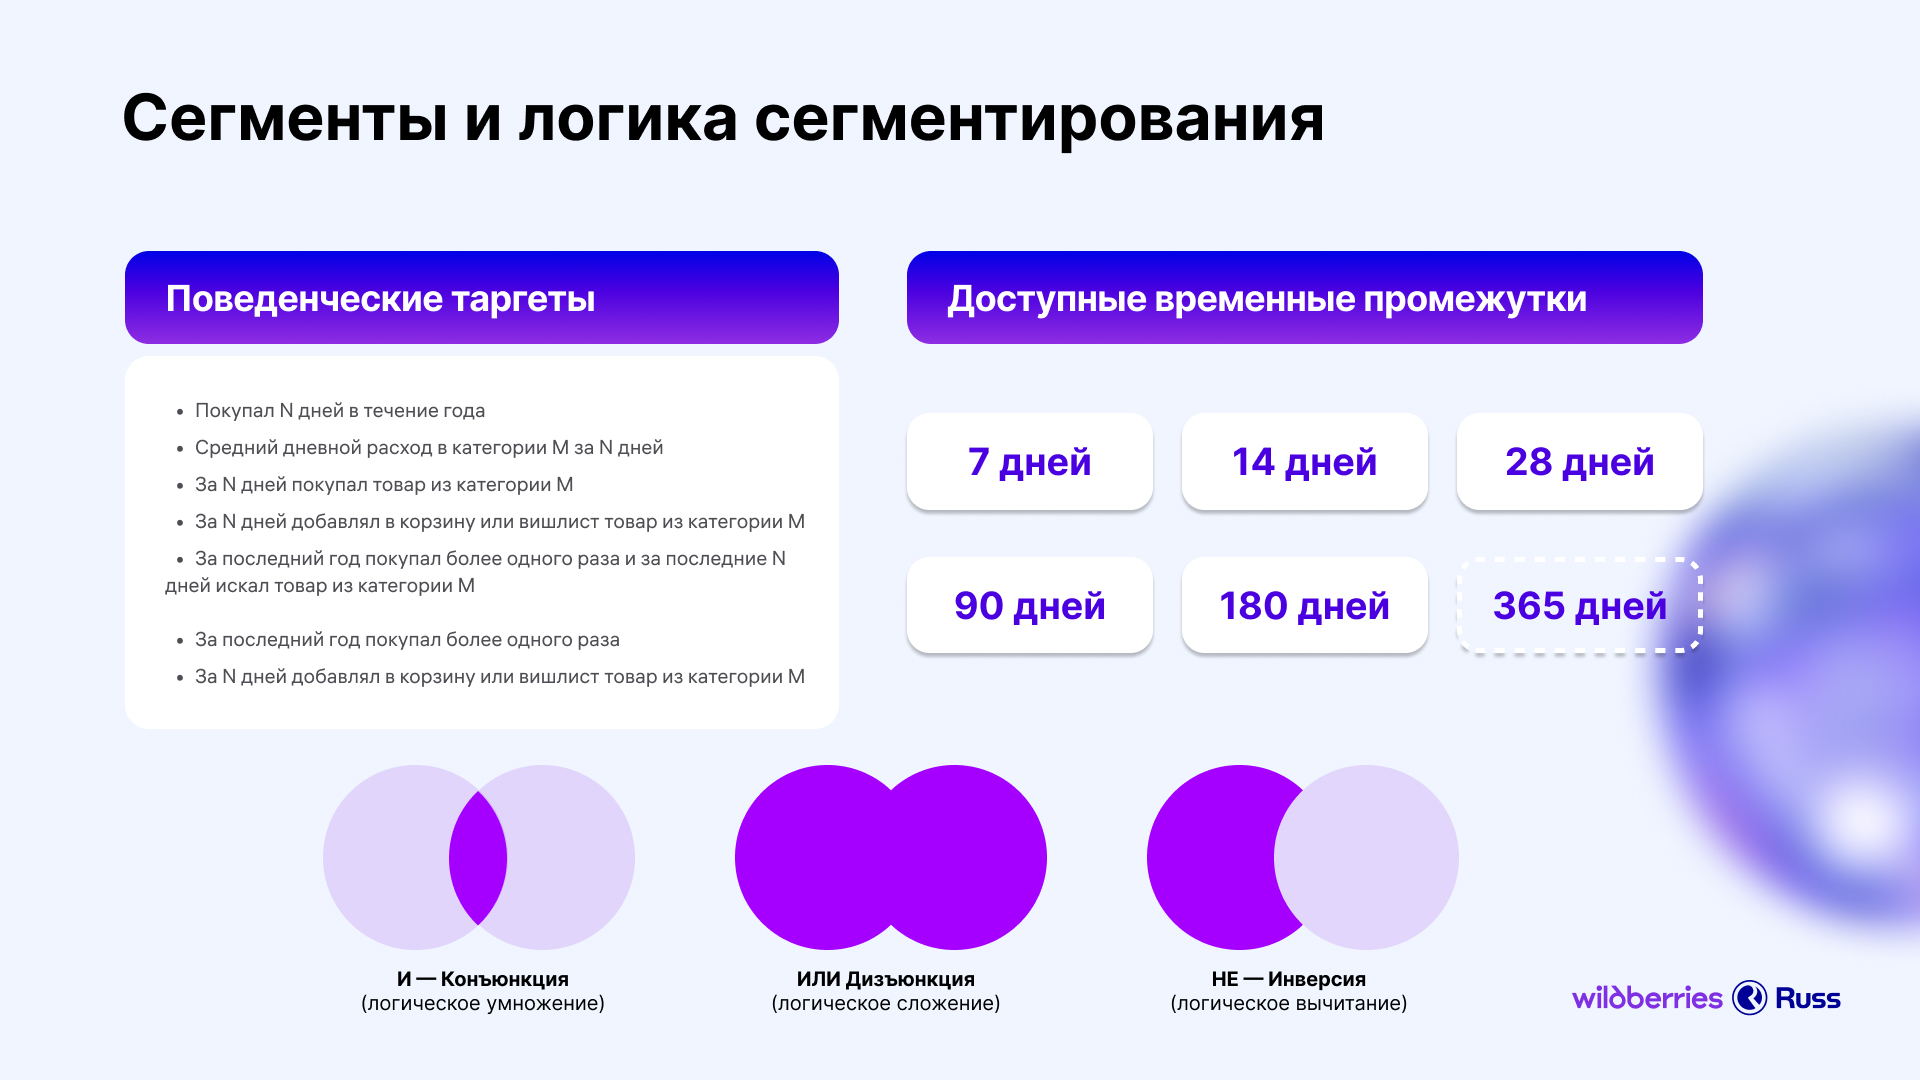 Сегменты и логика сегментирования
Поведенческие таргеты
• Покупал N дней в течение года
• Средний дневной расход в категории М за N дней
• За N дней покупал товар из категории М
• За N дней добавлял в корзину или вишлист товар из категории М
• За последний год покупал более одного раза и за последние N
дней искал товар из категории М
• За последний год покупал более одного раза
• За N дней добавлял в корзину или вишлист товар из категории М
Доступные временные промежутки
7 дней
14 дней
28 дней
90 дней
180 дней
365 дней
И — Конъюнкция
(логическое умножение)
ИЛИ Дизъюнкция
(логическое сложение)
НЕ — Инверсия
(логическое вычитание)
wildberries Russ